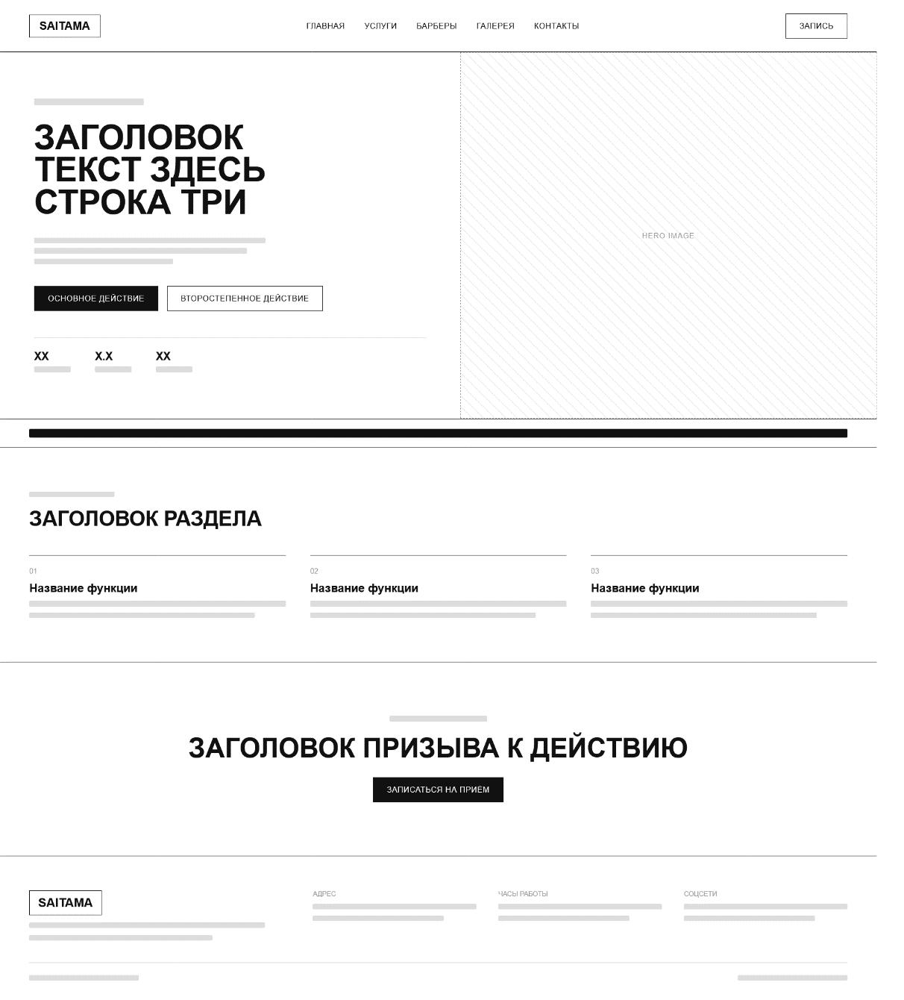 SAITAMA
ГЛАВНАЯ УСЛУГИ БАРБЕРЫ ГАЛЕРЕЯ КОНТАКТЫ
ЗАПИСЬ
ЗАГОЛОВОК
ТЕКСТ ЗДЕСЬ
СТРОКА ТРИ
ОСНОВНОЕ ДЕЙСТВИЕ
ВТОРОСТЕПЕННОЕ ДЕЙСТВИЕ
XX X.X XX
HERO IMAGE
ЗАГОЛОВОК РАЗДЕЛА
01
Название функции
02
Название функции
03
Название функции
ЗАГОЛОВОК ПРИЗЫВА К ДЕЙСТВИЮ
ЗАПИСАТЬСЯ НА ПРИЁМ
SAITAMA
АДРЕС
ЧАСЫ РАБОТЫ
СОЦСЕТИ